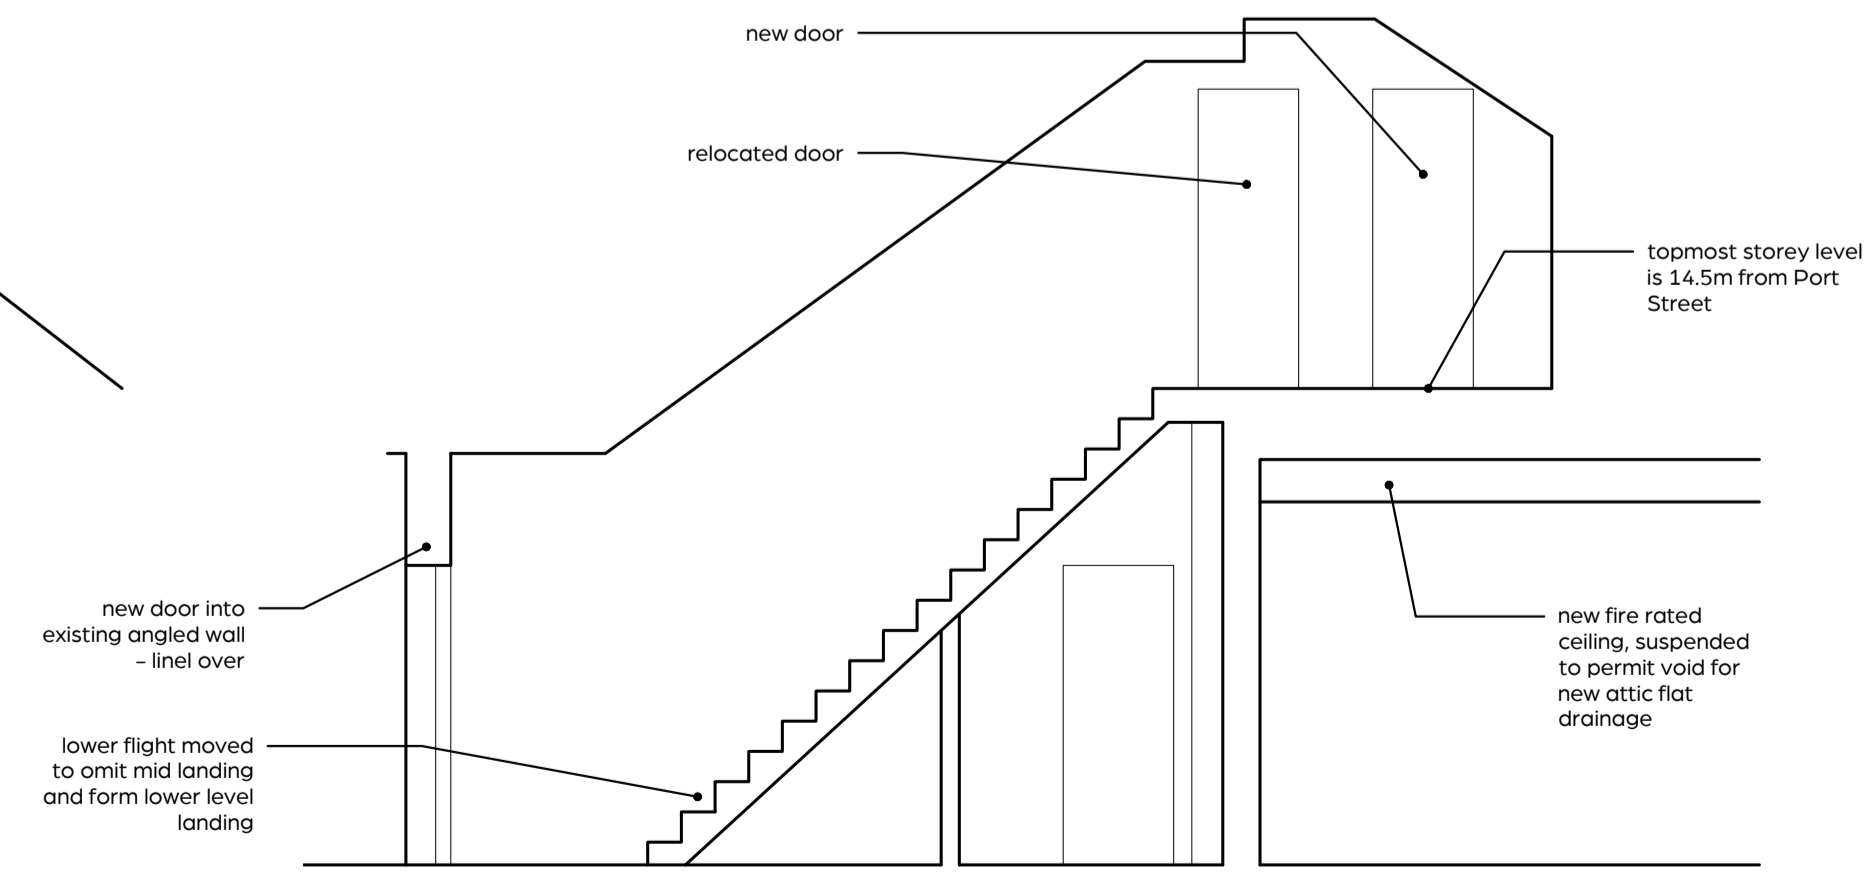 new door
relocated door
topmost storey level
is 14.5m from Port
Street
new door into
existing angled wall
– linel over
new fire rated
ceiling, suspended
to permit void for
new attic flat
drainage
lower flight moved
to omit mid landing
and form lower level
landing